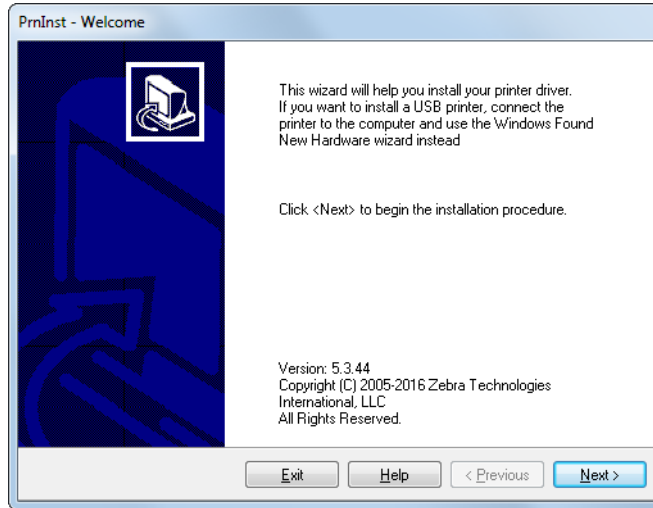 PrnInst - Welcome
This wizard will help you install your printer driver.
If you want to install a USB printer, connect the
printer to the computer and use the Windows Found
New Hardware wizard instead
Click <Next> to begin the installation procedure.
Version: 5.3.44
Copyright (C) 2005-2016 Zebra Technologies
International, LLC
All Rights Reserved.
Exit
Help
< Previous
Next >